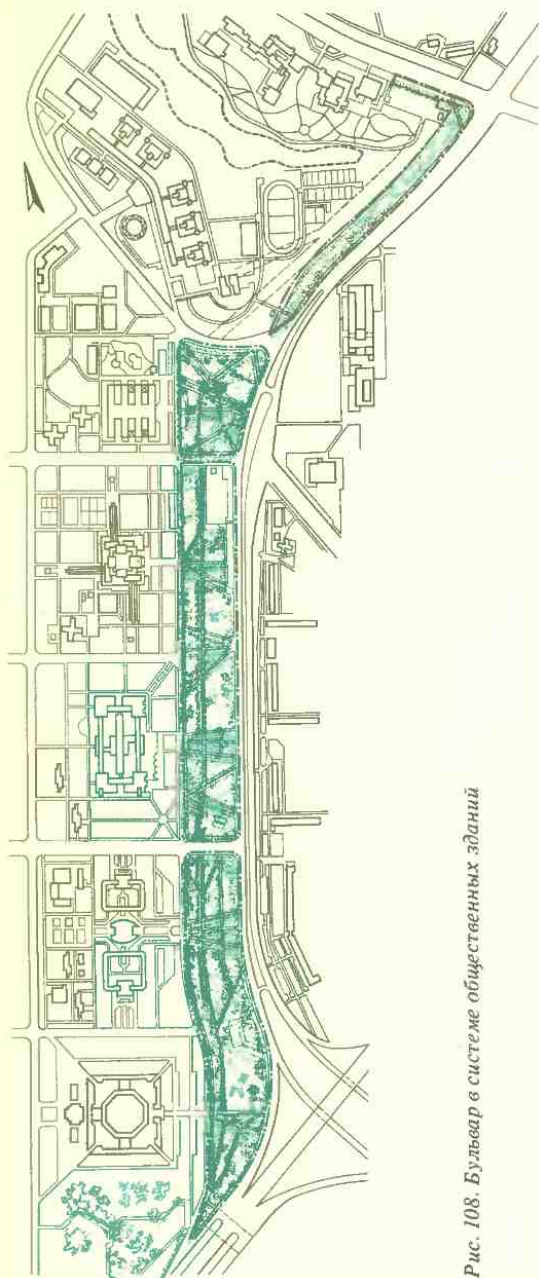 Рис. 108. Бульвар в системе общественных зданий